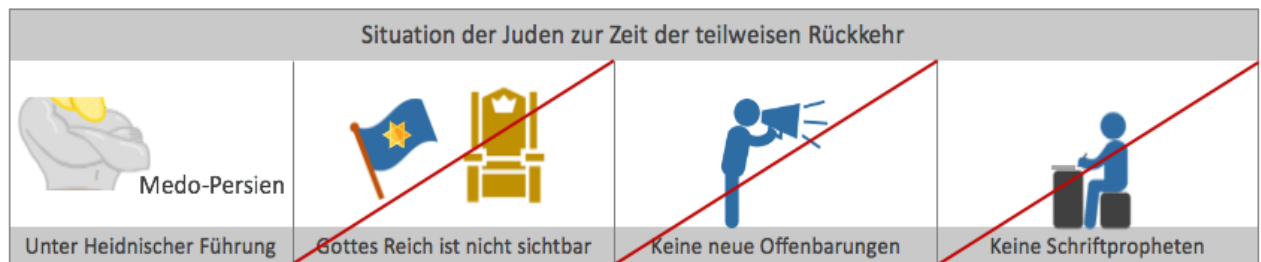 Situation der Juden zur Zeit der teilweisen Rückkehr
Medo-Persien
Unter Heidnischer Führung
Gottes Reich ist nicht sichtbar
Keine neue Offenbarungen
Keine Schriftpropheten